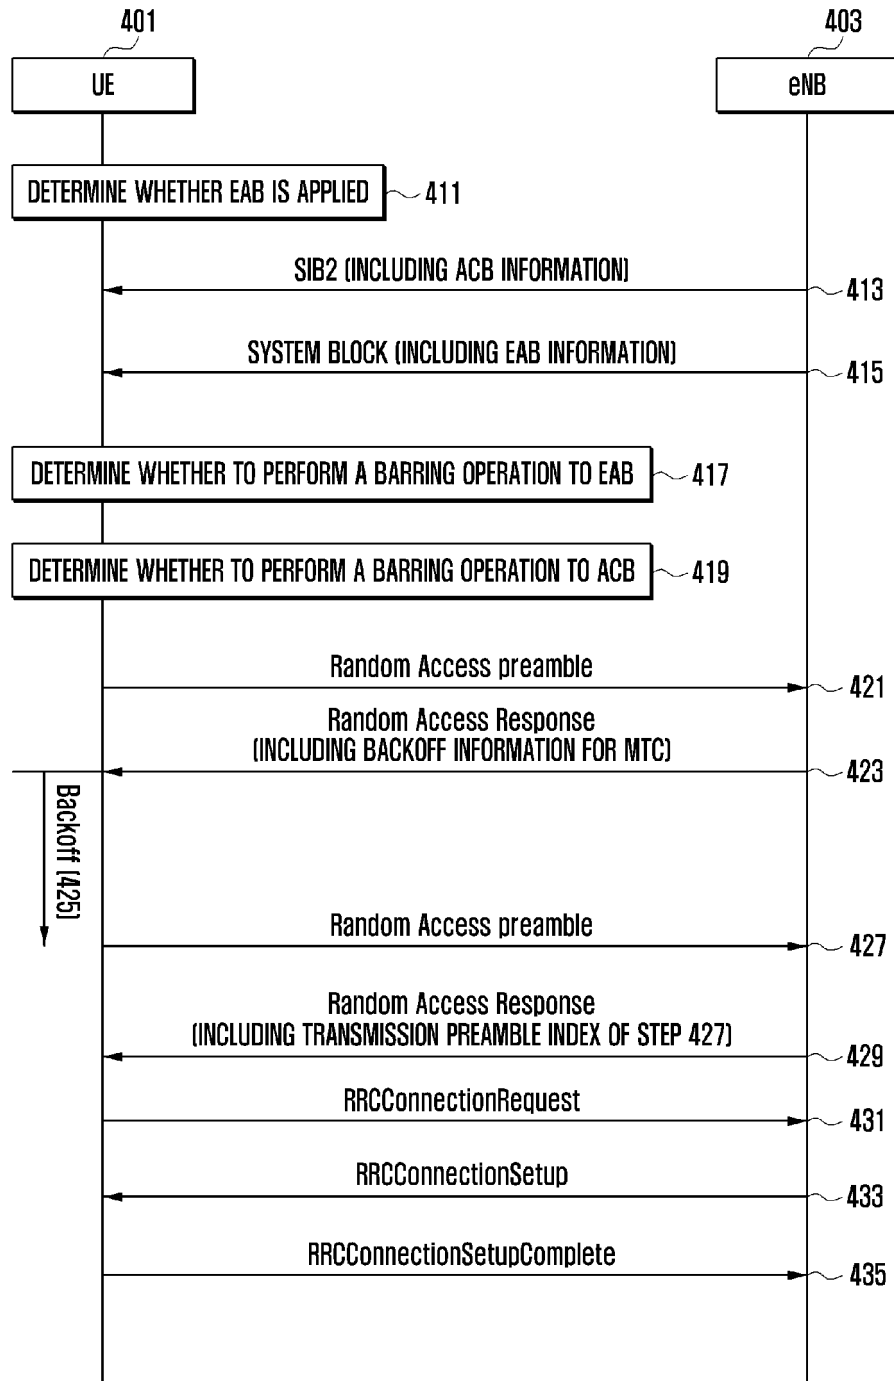 401
403
UE
eNB
DETERMINE WHETHER EAB IS APPLIED
411
SIB2 (INCLUDING ACB INFORMATION)
413
SYSTEM BLOCK (INCLUDING EAB INFORMATION)
415
DETERMINE WHETHER TO PERFORM A BARRING OPERATION TO EAB
417
DETERMINE WHETHER TO PERFORM A BARRING OPERATION TO ACB
419
Random Access preamble
421
Random Access Response
(INCLUDING BACKOFF INFORMATION FOR MTC)
423
Backoff (425)
Random Access preamble
427
Random Access Response
(INCLUDING TRANSMISSION PREAMBLE INDEX OF STEP 427)
429
RRCConnectionRequest
431
RRCConnectionSetup
433
RRCConnectionSetupComplete
435